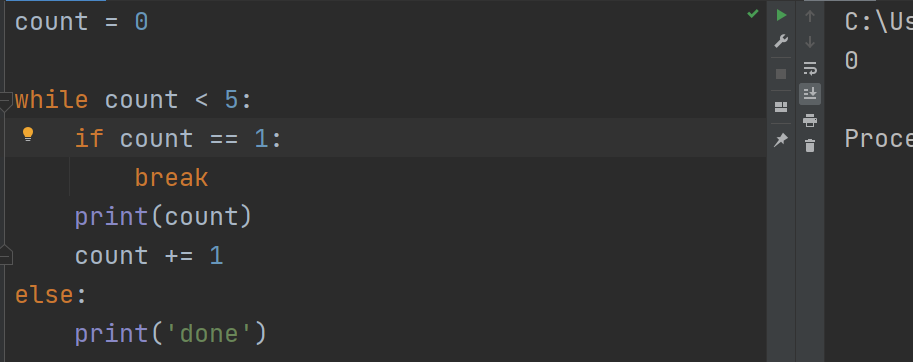 count = 0
while count < 5:
    if count == 1:
        break
    print(count)
    count += 1
else:
    print('done')
C:\Us
0
Proce